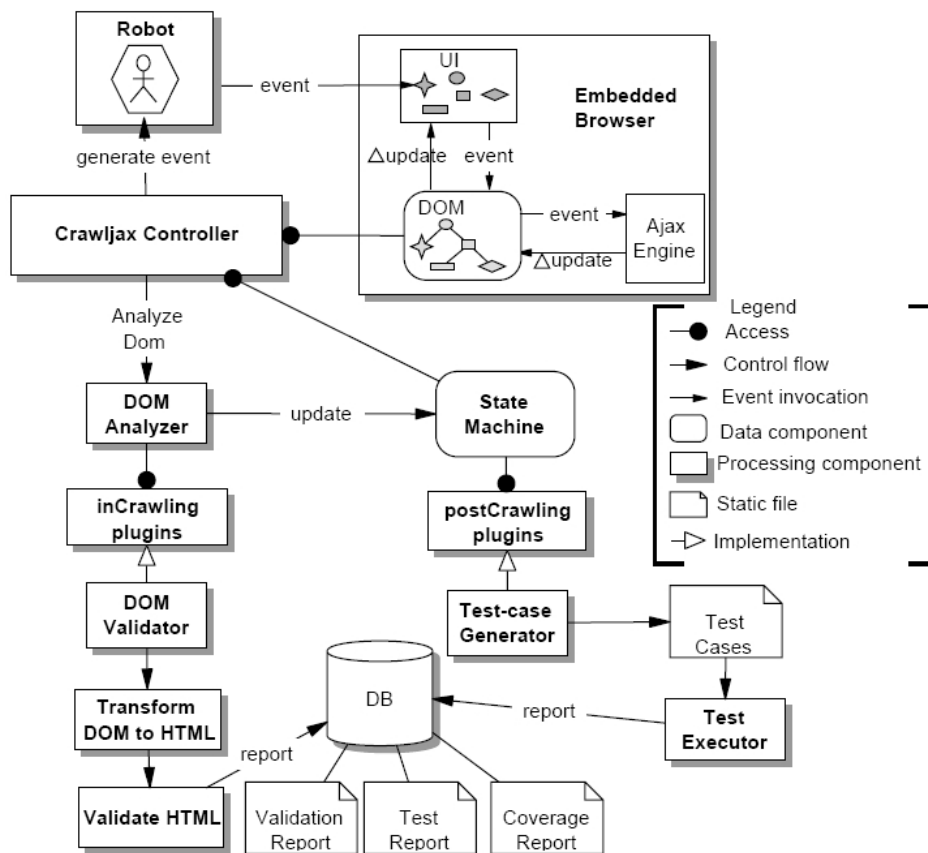 Robot
event
UI
Embedded
Browser
generate event
△update
event
Crawljax Controller
DOM
event
△update
Ajax
Engine
Analyze
Dom
Legend
Access
Control flow
Event invocation
Data component
Processing component
Static file
Implementation
DOM
Analyzer
update
State
Machine
inCrawling
plugins
postCrawling
plugins
DOM
Validator
Test-case
Generator
Test
Cases
Transform
DOM to HTML
DB
report
Test
Executor
report
Validate HTML
Validation
Report
Test
Report
Coverage
Report